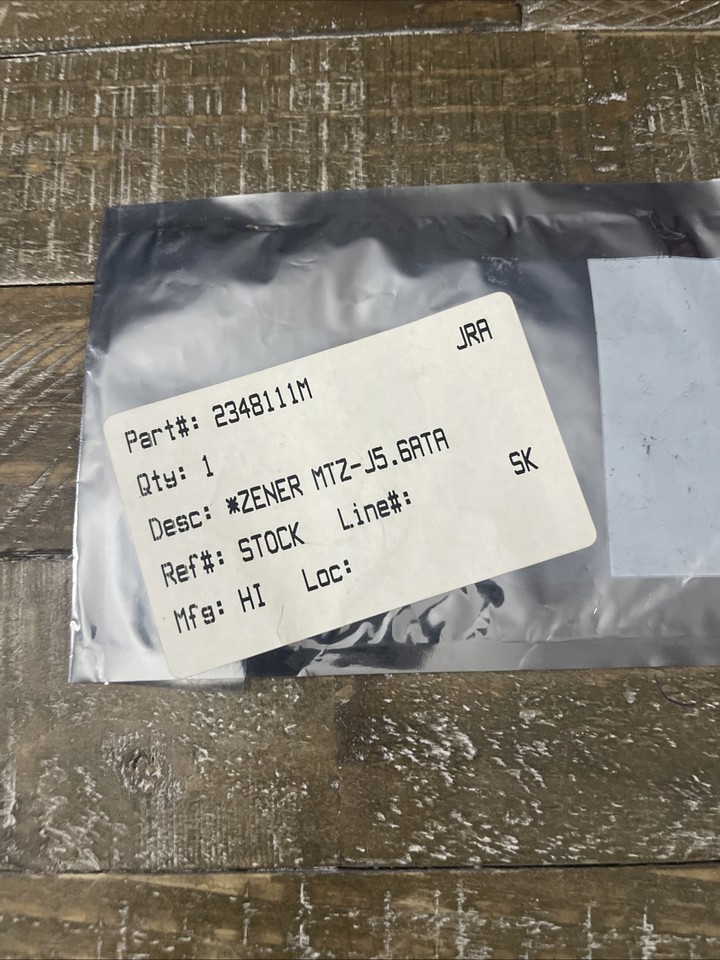 JRA
Part#: 2348111M
Qty: 1
Desc: *ZENER MTZ-J5.6ATA
SK
Ref#: STOCK Line#:
Mfg: HI Loc: